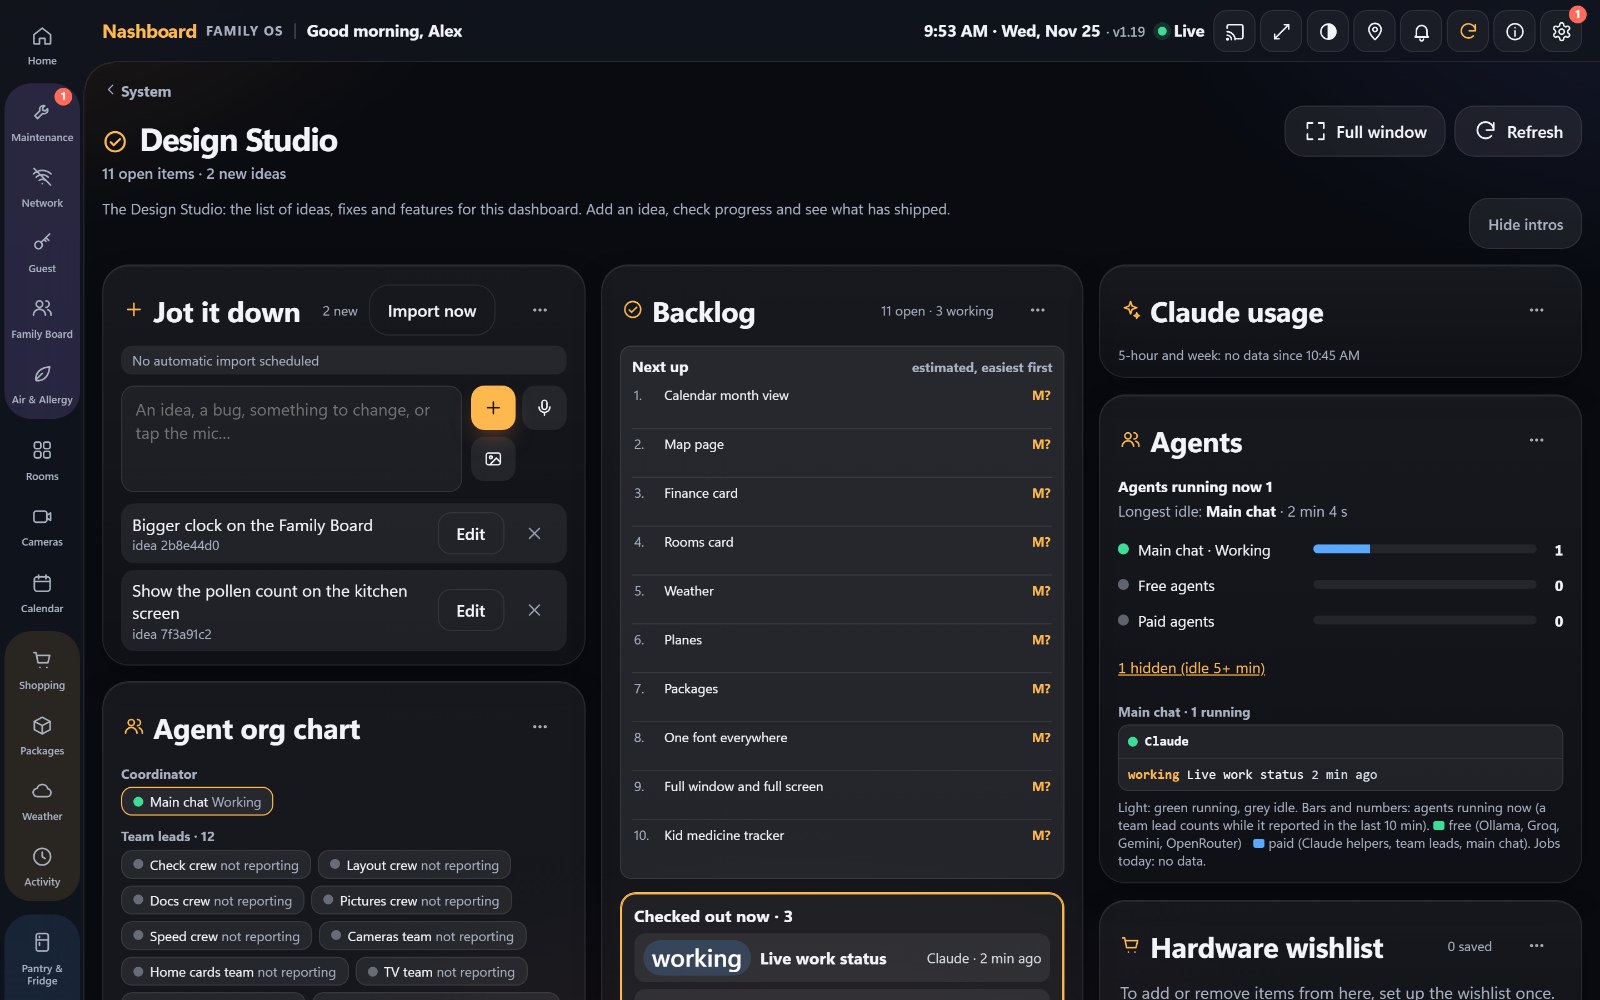 Nashboard FAMILY OS | Good morning, Alex
9:53 AM · Wed, Nov 25 · v1.19 Live
1
Home
1
Maintenance
Network
Guest
Family Board
Air & Allergy
Rooms
Cameras
Calendar
Shopping
Packages
Weather
Activity
Pantry &
Fridge
System
Design Studio
11 open items · 2 new ideas
The Design Studio: the list of ideas, fixes and features for this dashboard. Add an idea, check progress and see what has shipped.
Full window
Refresh
Hide intros
Jot it down 2 new Import now ...
No automatic import scheduled
An idea, a bug, something to change, or
tap the mic...
Bigger clock on the Family Board
idea 2b8e44d0
Edit
Show the pollen count on the kitchen
screen
idea 7f3a91c2
Edit
Agent org chart ...
Coordinator
Main chat Working
Team leads · 12
Check crew not reporting
Layout crew not reporting
Docs crew not reporting
Pictures crew not reporting
Speed crew not reporting
Cameras team not reporting
Home cards team not reporting
TV team not reporting
Backlog 11 open · 3 working ...
Next up estimated, easiest first
1. Calendar month view M?
2. Map page M?
3. Finance card M?
4. Rooms card M?
5. Weather M?
6. Planes M?
7. Packages M?
8. One font everywhere M?
9. Full window and full screen M?
10. Kid medicine tracker M?
Checked out now · 3
working Live work status Claude · 2 min ago
Claude usage ...
5-hour and week: no data since 10:45 AM
Agents ...
Agents running now 1
Longest idle: Main chat · 2 min 4 s
Main chat · Working 1
Free agents 0
Paid agents 0
1 hidden (idle 5+ min)
Main chat · 1 running
Claude
working Live work status 2 min ago
Light: green running, grey idle. Bars and numbers: agents running now (a
team lead counts while it reported in the last 10 min). free (Ollama, Groq,
Gemini, OpenRouter) paid (Claude helpers, team leads, main chat). Jobs
today: no data.
Hardware wishlist 0 saved ...
To add or remove items from here, set up the wishlist once.